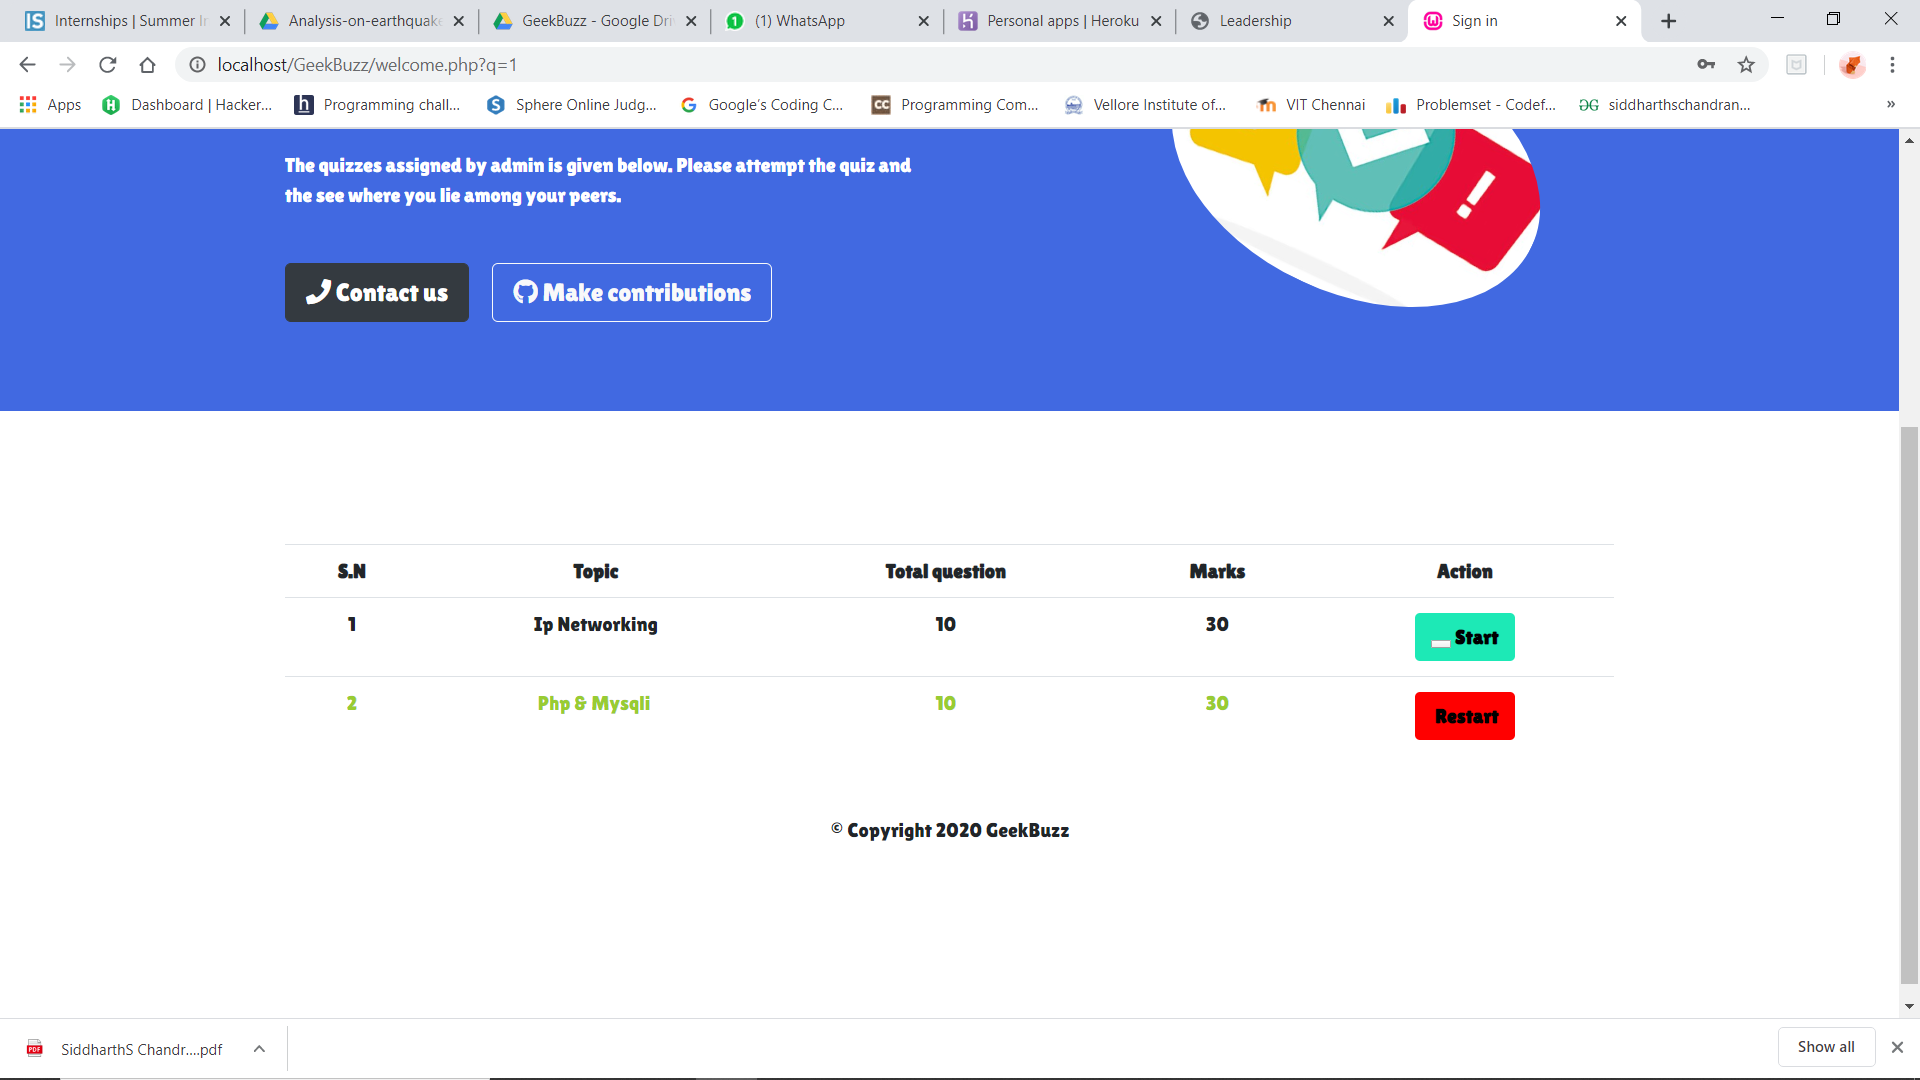 Internships | Summer In
Analysis-on-earthquake
GeekBuzz - Google Dri
(1) WhatsApp
Personal apps | Heroku
Leadership
Sign in
localhost/GeekBuzz/welcome.php?q=1
Apps
Dashboard | Hacker...
Programming chall...
Sphere Online Judg...
Google's Coding C...
Programming Com...
Vellore Institute of...
VIT Chennai
Problemset - Codef...
siddharthschandran...
»
The quizzes assigned by admin is given below. Please attempt the quiz and
the see where you lie among your peers.
Contact us
Make contributions
S.N Topic Total question Marks Action
1 Ip Networking 10 30 Start
2 Php & Mysqli 10 30 Restart
© Copyright 2020 GeekBuzz
SiddharthS Chandr....pdf
Show all